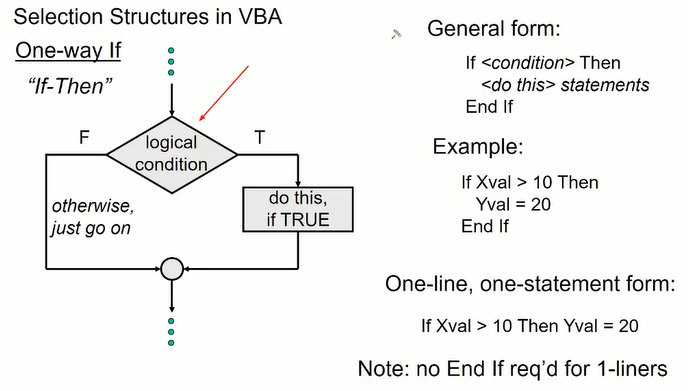 Selection Structures in VBA
One-way If
“If-Then”
F
T
logical
condition
otherwise,
just go on
do this,
if TRUE
General form:
If <condition> Then
<do this> statements
End If
Example:
If Xval > 10 Then
Yval = 20
End If
One-line, one-statement form:
If Xval > 10 Then Yval = 20
Note: no End If req’d for 1-liners